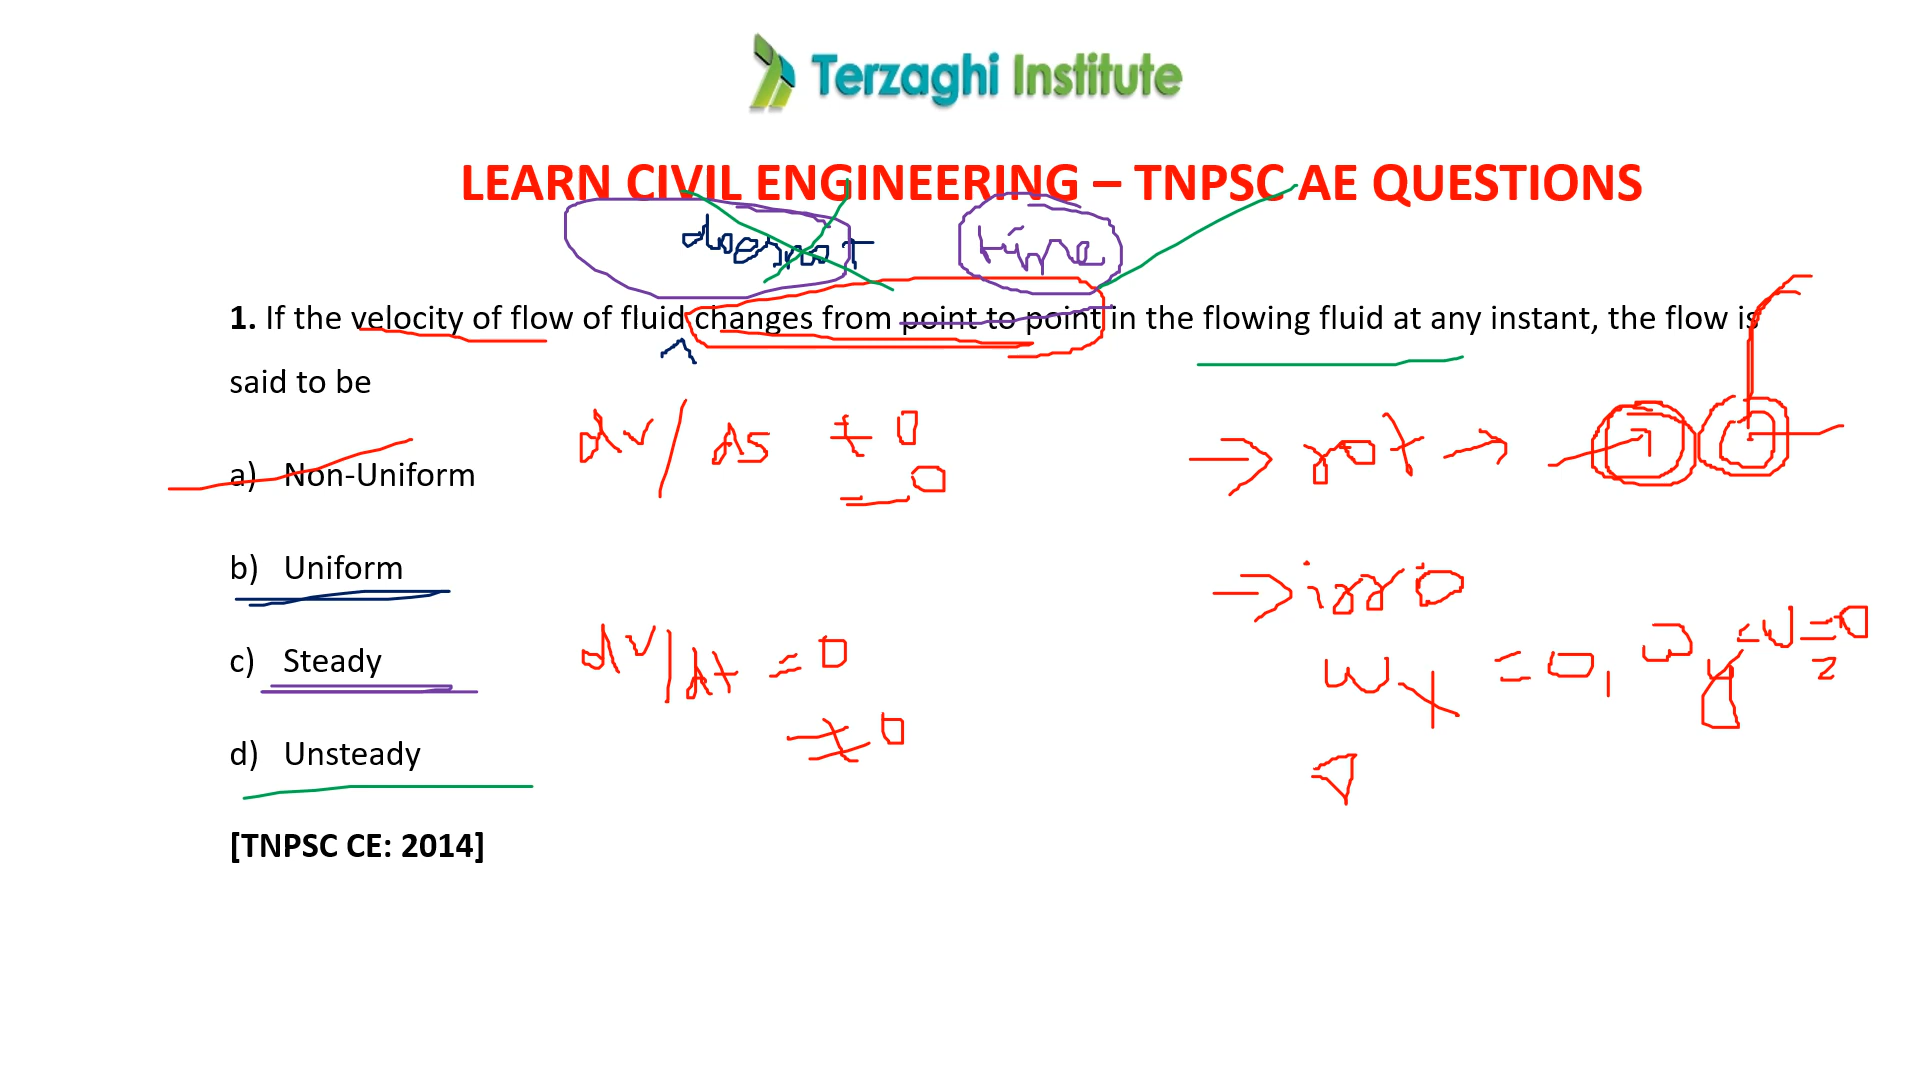 Terzaghi Institute
LEARN CIVIL ENGINEERING – TNPSC AE QUESTIONS
doesnot time
1. If the velocity of flow of fluid changes from point to point in the flowing fluid at any instant, the flow is
said to be
dv/ds ≠ 0
= 0
→ rot →
a) Non-Uniform
b) Uniform
→ irro
c) Steady
dv/dt = 0
≠ 0
d) Unsteady
[TNPSC CE: 2014]